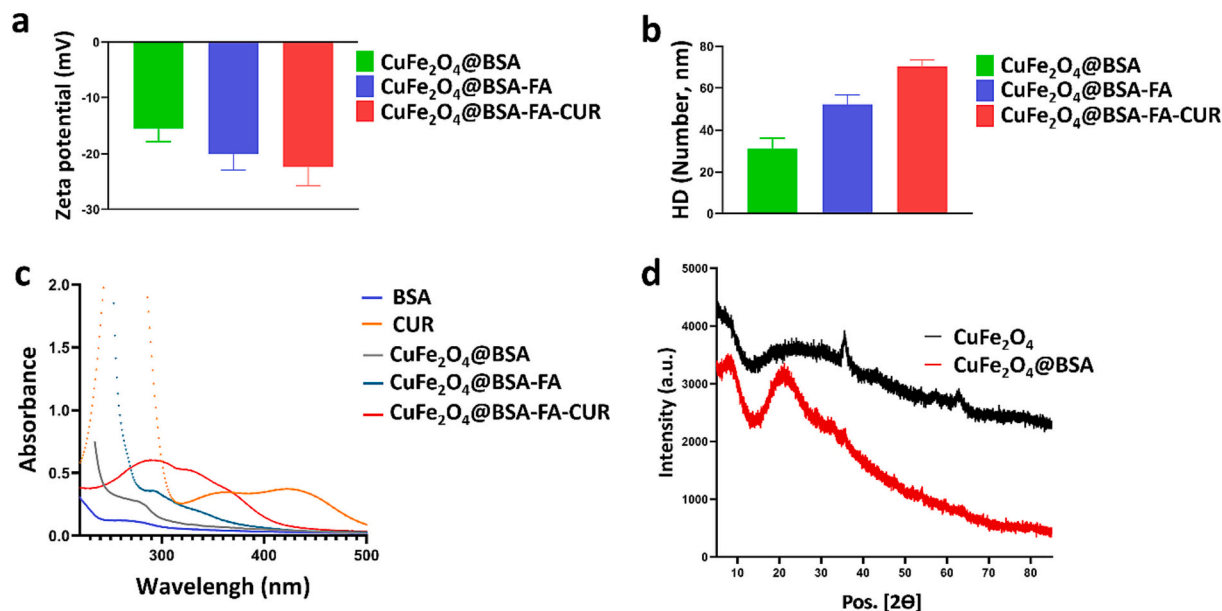 a
Zeta potential (mV)
0
-10
-20
-30
CuFe₂O₄@BSA
CuFe₂O₄@BSA-FA
CuFe₂O₄@BSA-FA-CUR
b
HD (Number, nm)
80
60
40
20
0
CuFe₂O₄@BSA
CuFe₂O₄@BSA-FA
CuFe₂O₄@BSA-FA-CUR
c
Absorbance
2.0
1.5
1.0
0.5
0.0
300
400
500
Wavelengh (nm)
BSA
CUR
CuFe₂O₄@BSA
CuFe₂O₄@BSA-FA
CuFe₂O₄@BSA-FA-CUR
d
Intensity (a.u.)
5000
4000
3000
2000
1000
0
10
20
30
40
50
60
70
80
Pos. [2ϴ]
CuFe₂O₄
CuFe₂O₄@BSA